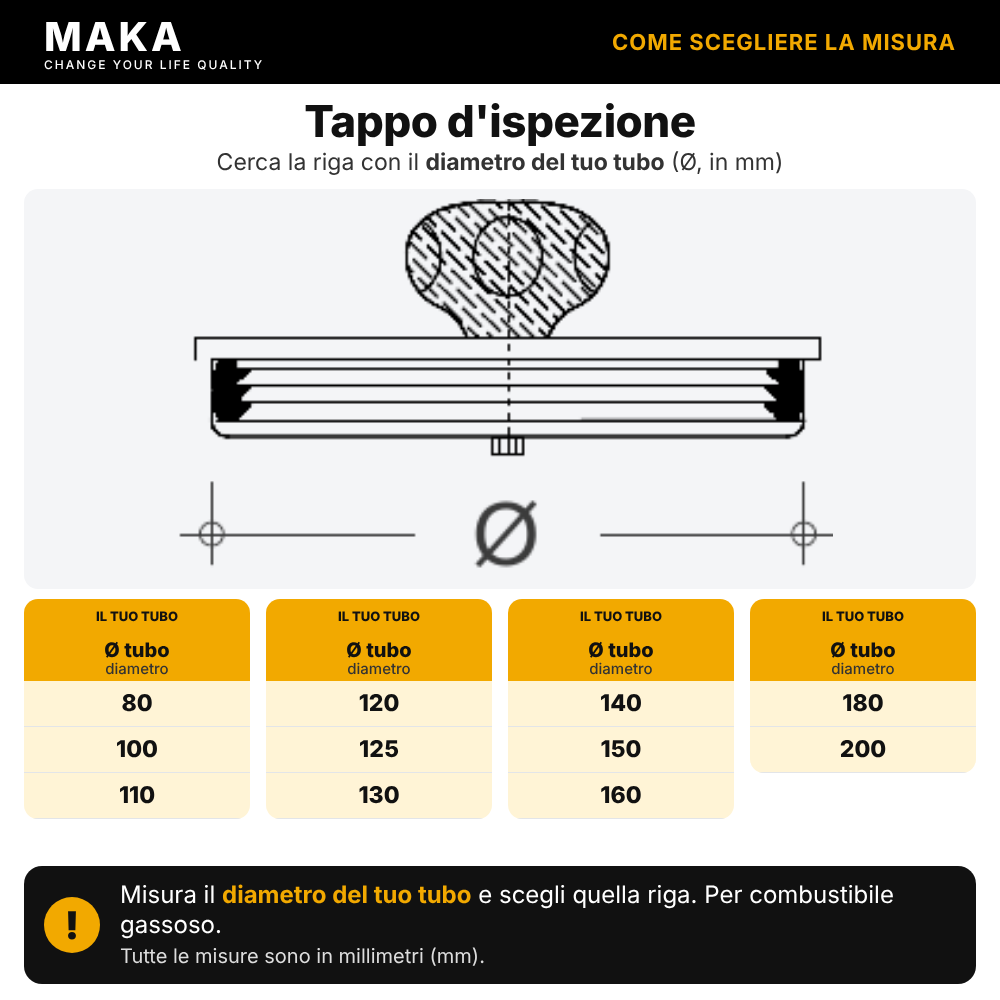 MAKA
CHANGE YOUR LIFE QUALITY
COME SCEGLIERE LA MISURA
Tappo d'ispezione
Cerca la riga con il diametro del tuo tubo (Ø, in mm)
Ø
IL TUO TUBO
Ø tubo
diametro
80
100
110
IL TUO TUBO
Ø tubo
diametro
120
125
130
IL TUO TUBO
Ø tubo
diametro
140
150
160
IL TUO TUBO
Ø tubo
diametro
180
200
!
Misura il diametro del tuo tubo e scegli quella riga. Per combustibile
gassoso.
Tutte le misure sono in millimetri (mm).